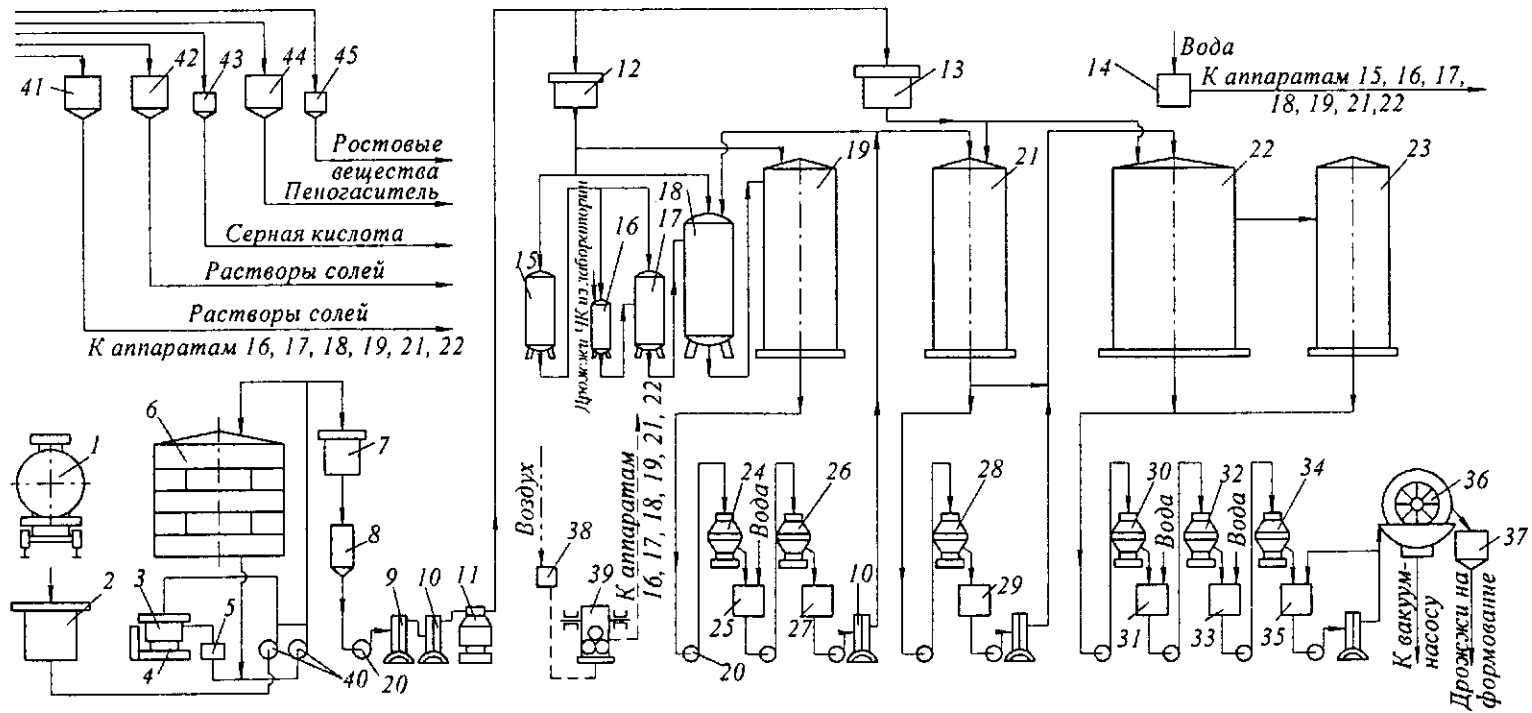 41
42
43
44
45
Ростовые
вещества
Пеногаситель
Серная кислота
Растворы солей
Растворы солей
К аппаратам 16, 17, 18, 19, 21, 22
12
13
14
Вода
К аппаратам 15, 16, 17,
18, 19, 21,22
15
Дрожжи ЧК из лаборатории
16
17
18
19
21
22
23
1
2
3
4
5
6
7
8
9
10
11
20
40
Воздух
38
39
К аппаратам
16, 17, 18, 19, 21, 22
24
Вода
26
25
27
10
20
28
29
30
Вода
32
Вода
34
31
33
35
36
37
К вакуум-
насосу
Дрожжи на
формование